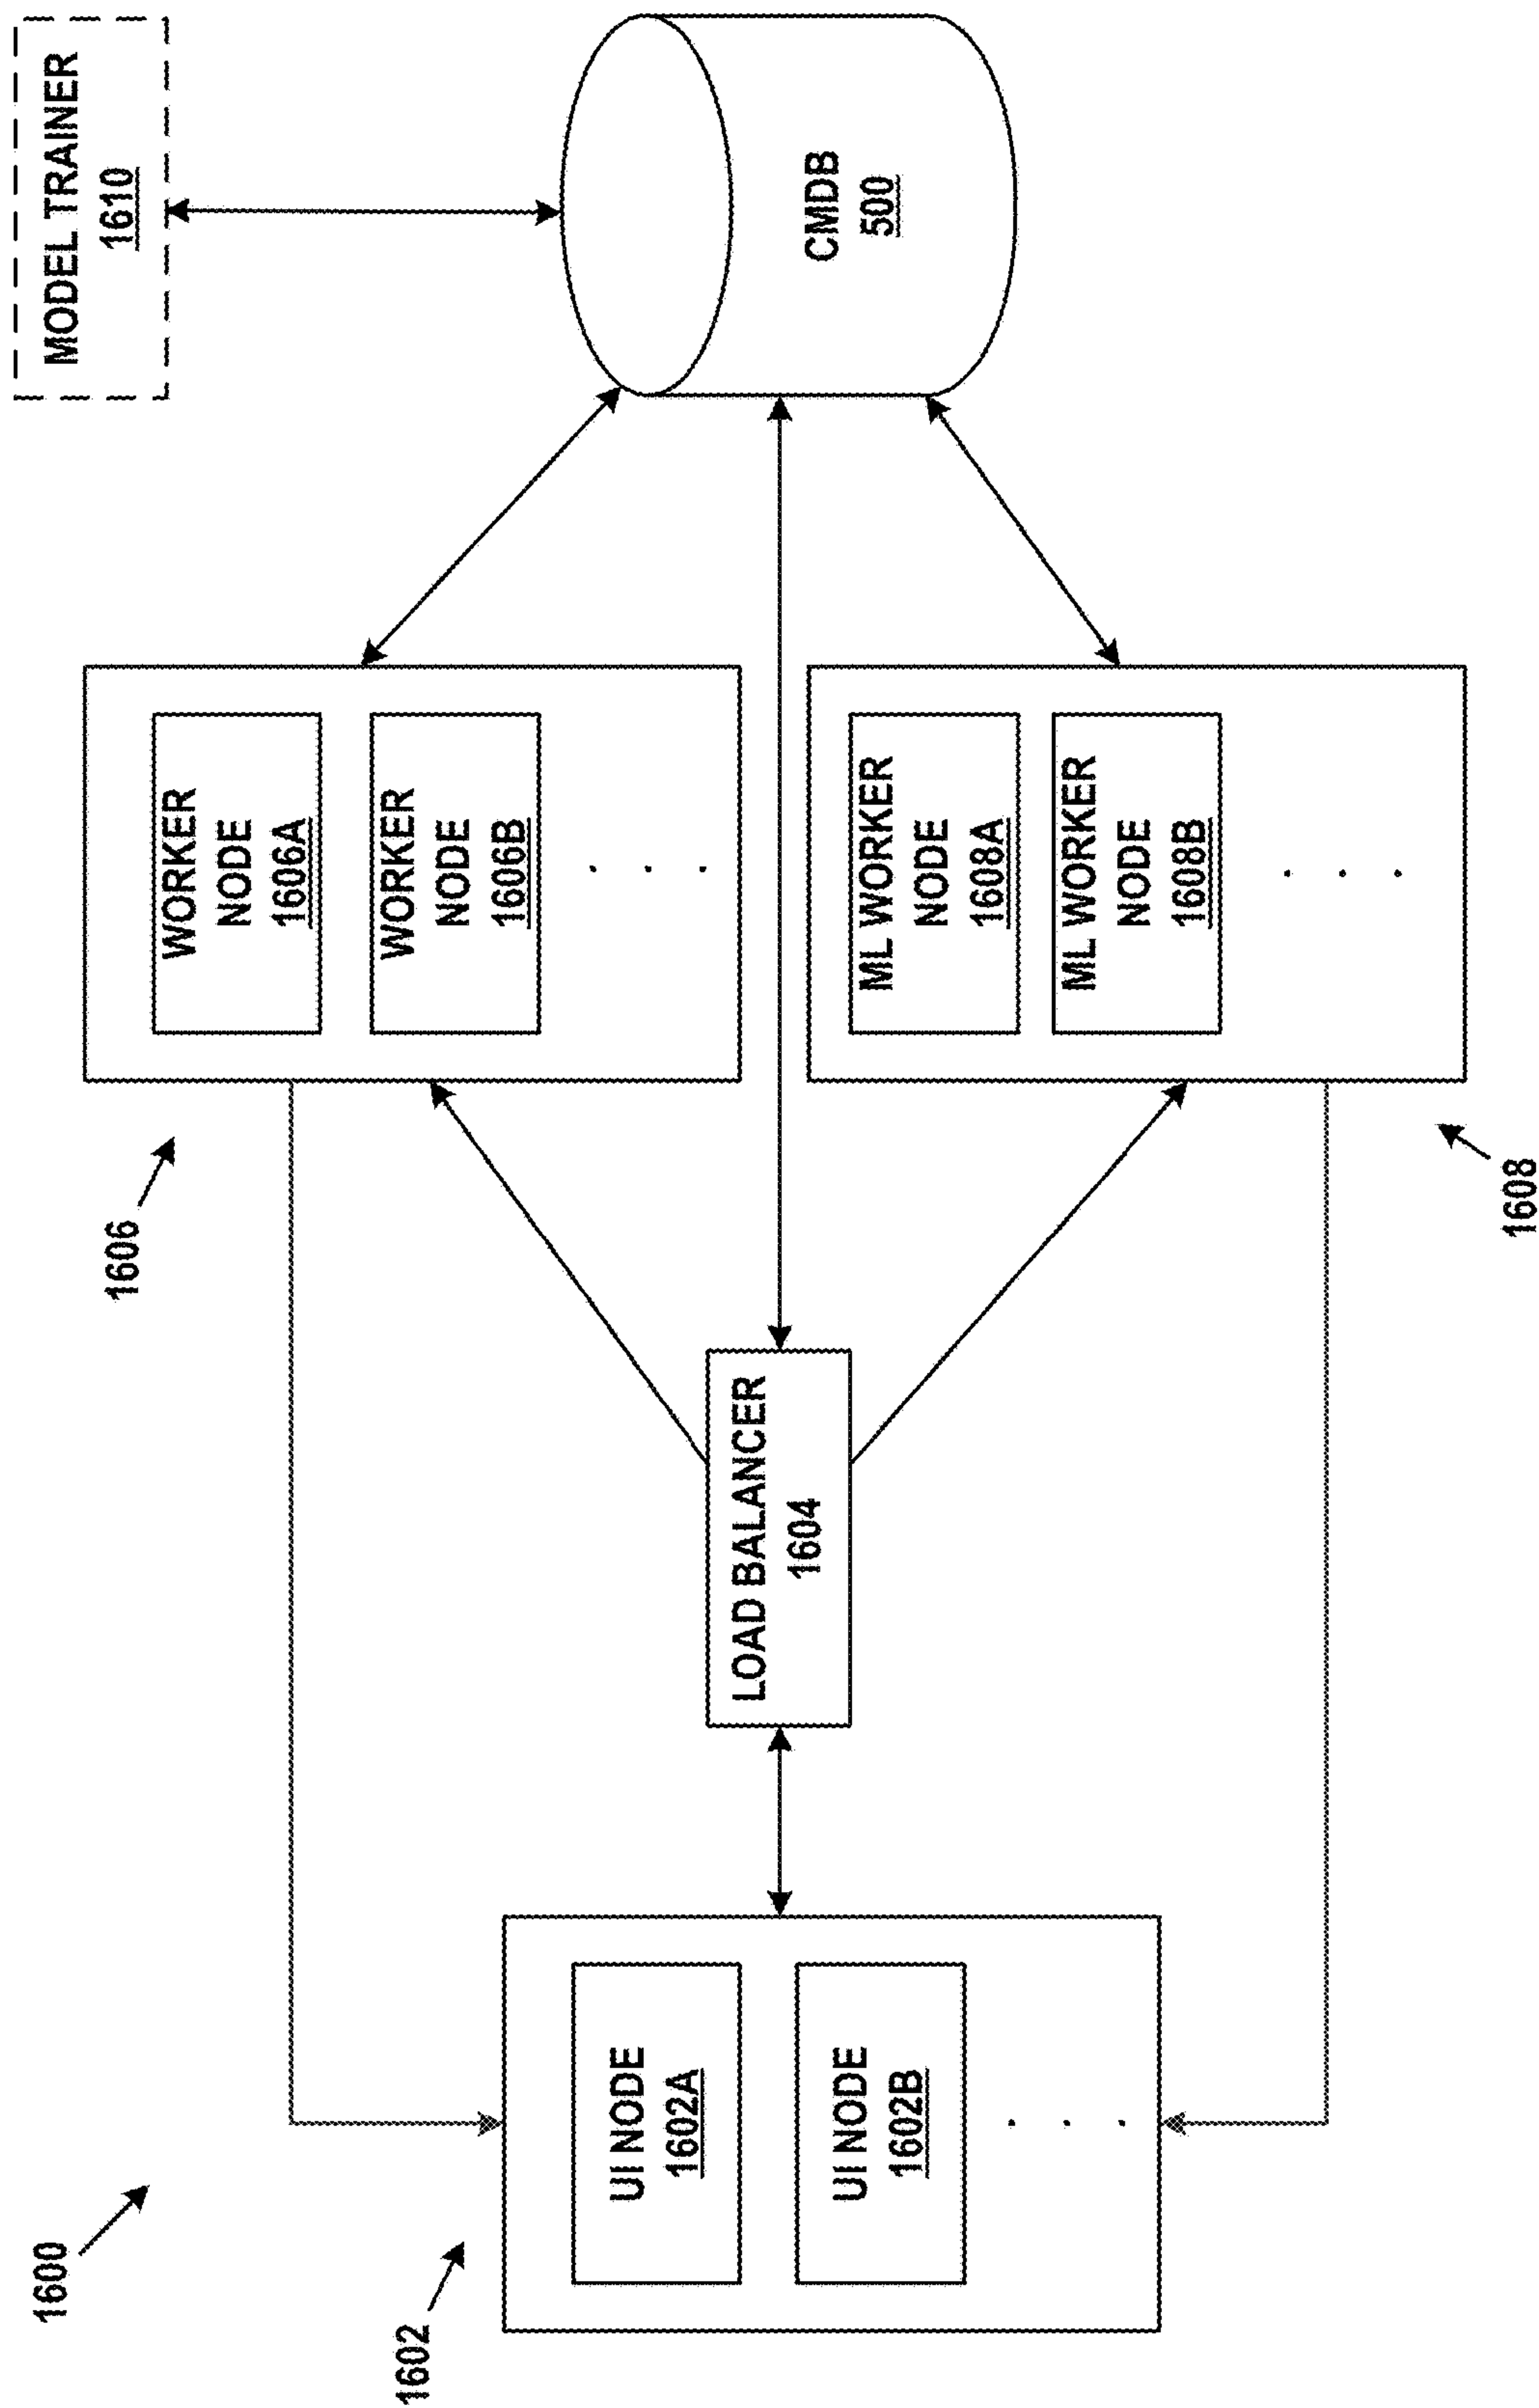 1600
1602
UI NODE
1602A
UI NODE
1602B
. . .
LOAD BALANCER
1604
1606
WORKER
NODE
1606A
WORKER
NODE
1606B
. . .
1608
ML WORKER
NODE
1608A
ML WORKER
NODE
1608B
. . .
CMDB
500
MODEL TRAINER
1610